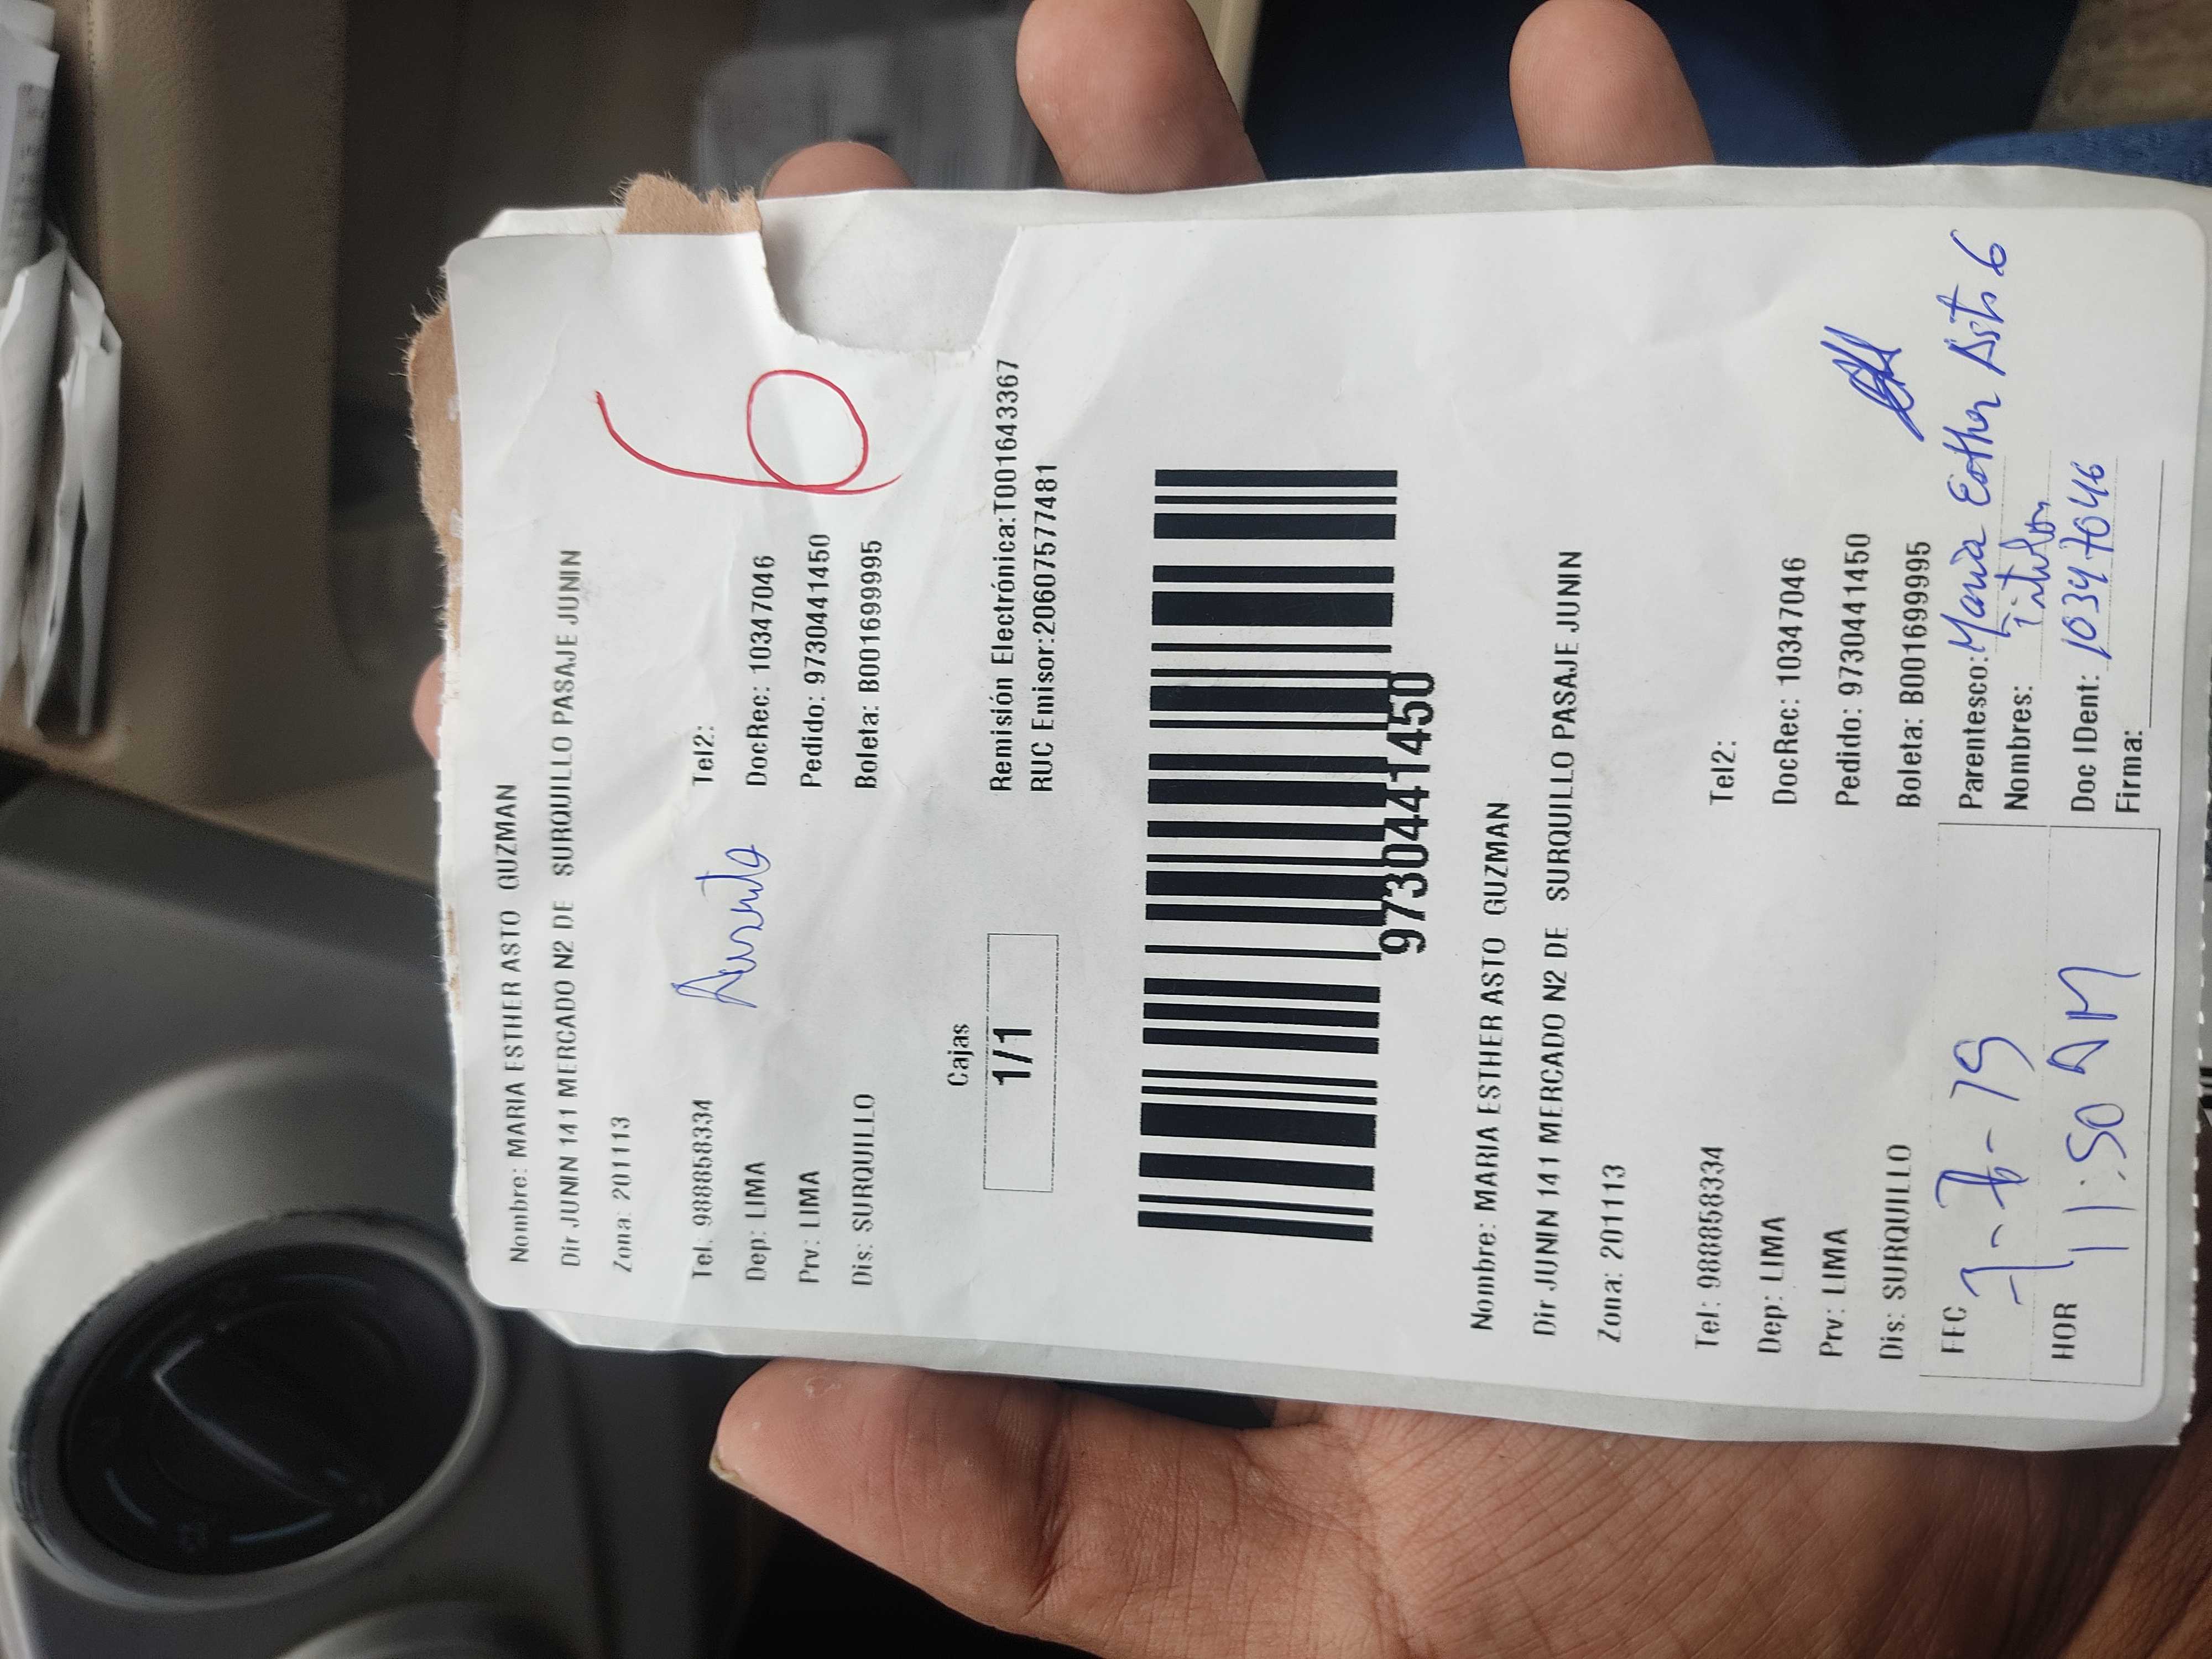 Nombre: MARIA ESTHER ASTO GUZMAN
Dir JUNIN 141 MERCADO N2 DE SURQUILLO PASAJE JUNIN
Zona: 201113
6
Tel: 988858334 Tel2:
Ausente
Dep: LIMA DocRec: 10347046
Prv: LIMA Pedido: 9730441450
Dis: SURQUILLO Boleta: B001699995
Cajas
1/1
Remisión Electrónica:T001643367
RUC Emisor:20607577481
9730441450
Nombre: MARIA ESTHER ASTO GUZMAN
Dir JUNIN 141 MERCADO N2 DE SURQUILLO PASAJE JUNIN
Zona: 201113
Tel: 988858334 Tel2:
Dep: LIMA DocRec: 10347046
Prv: LIMA Pedido: 9730441450
Dis: SURQUILLO Boleta: B001699995
FEC
Parentesco: Maria Esther Asto G
Nombres: titular
HOR 11:50 AM
Doc IDent: 10347046
Firma: